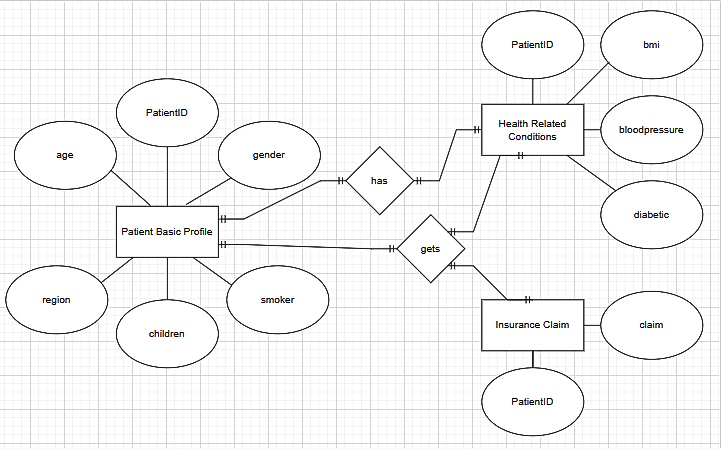 PatientID
bmi
PatientID
Health Related
Conditions
bloodpressure
age
gender
has
diabetic
Patient Basic Profile
gets
region
smoker
children
Insurance Claim
claim
PatientID